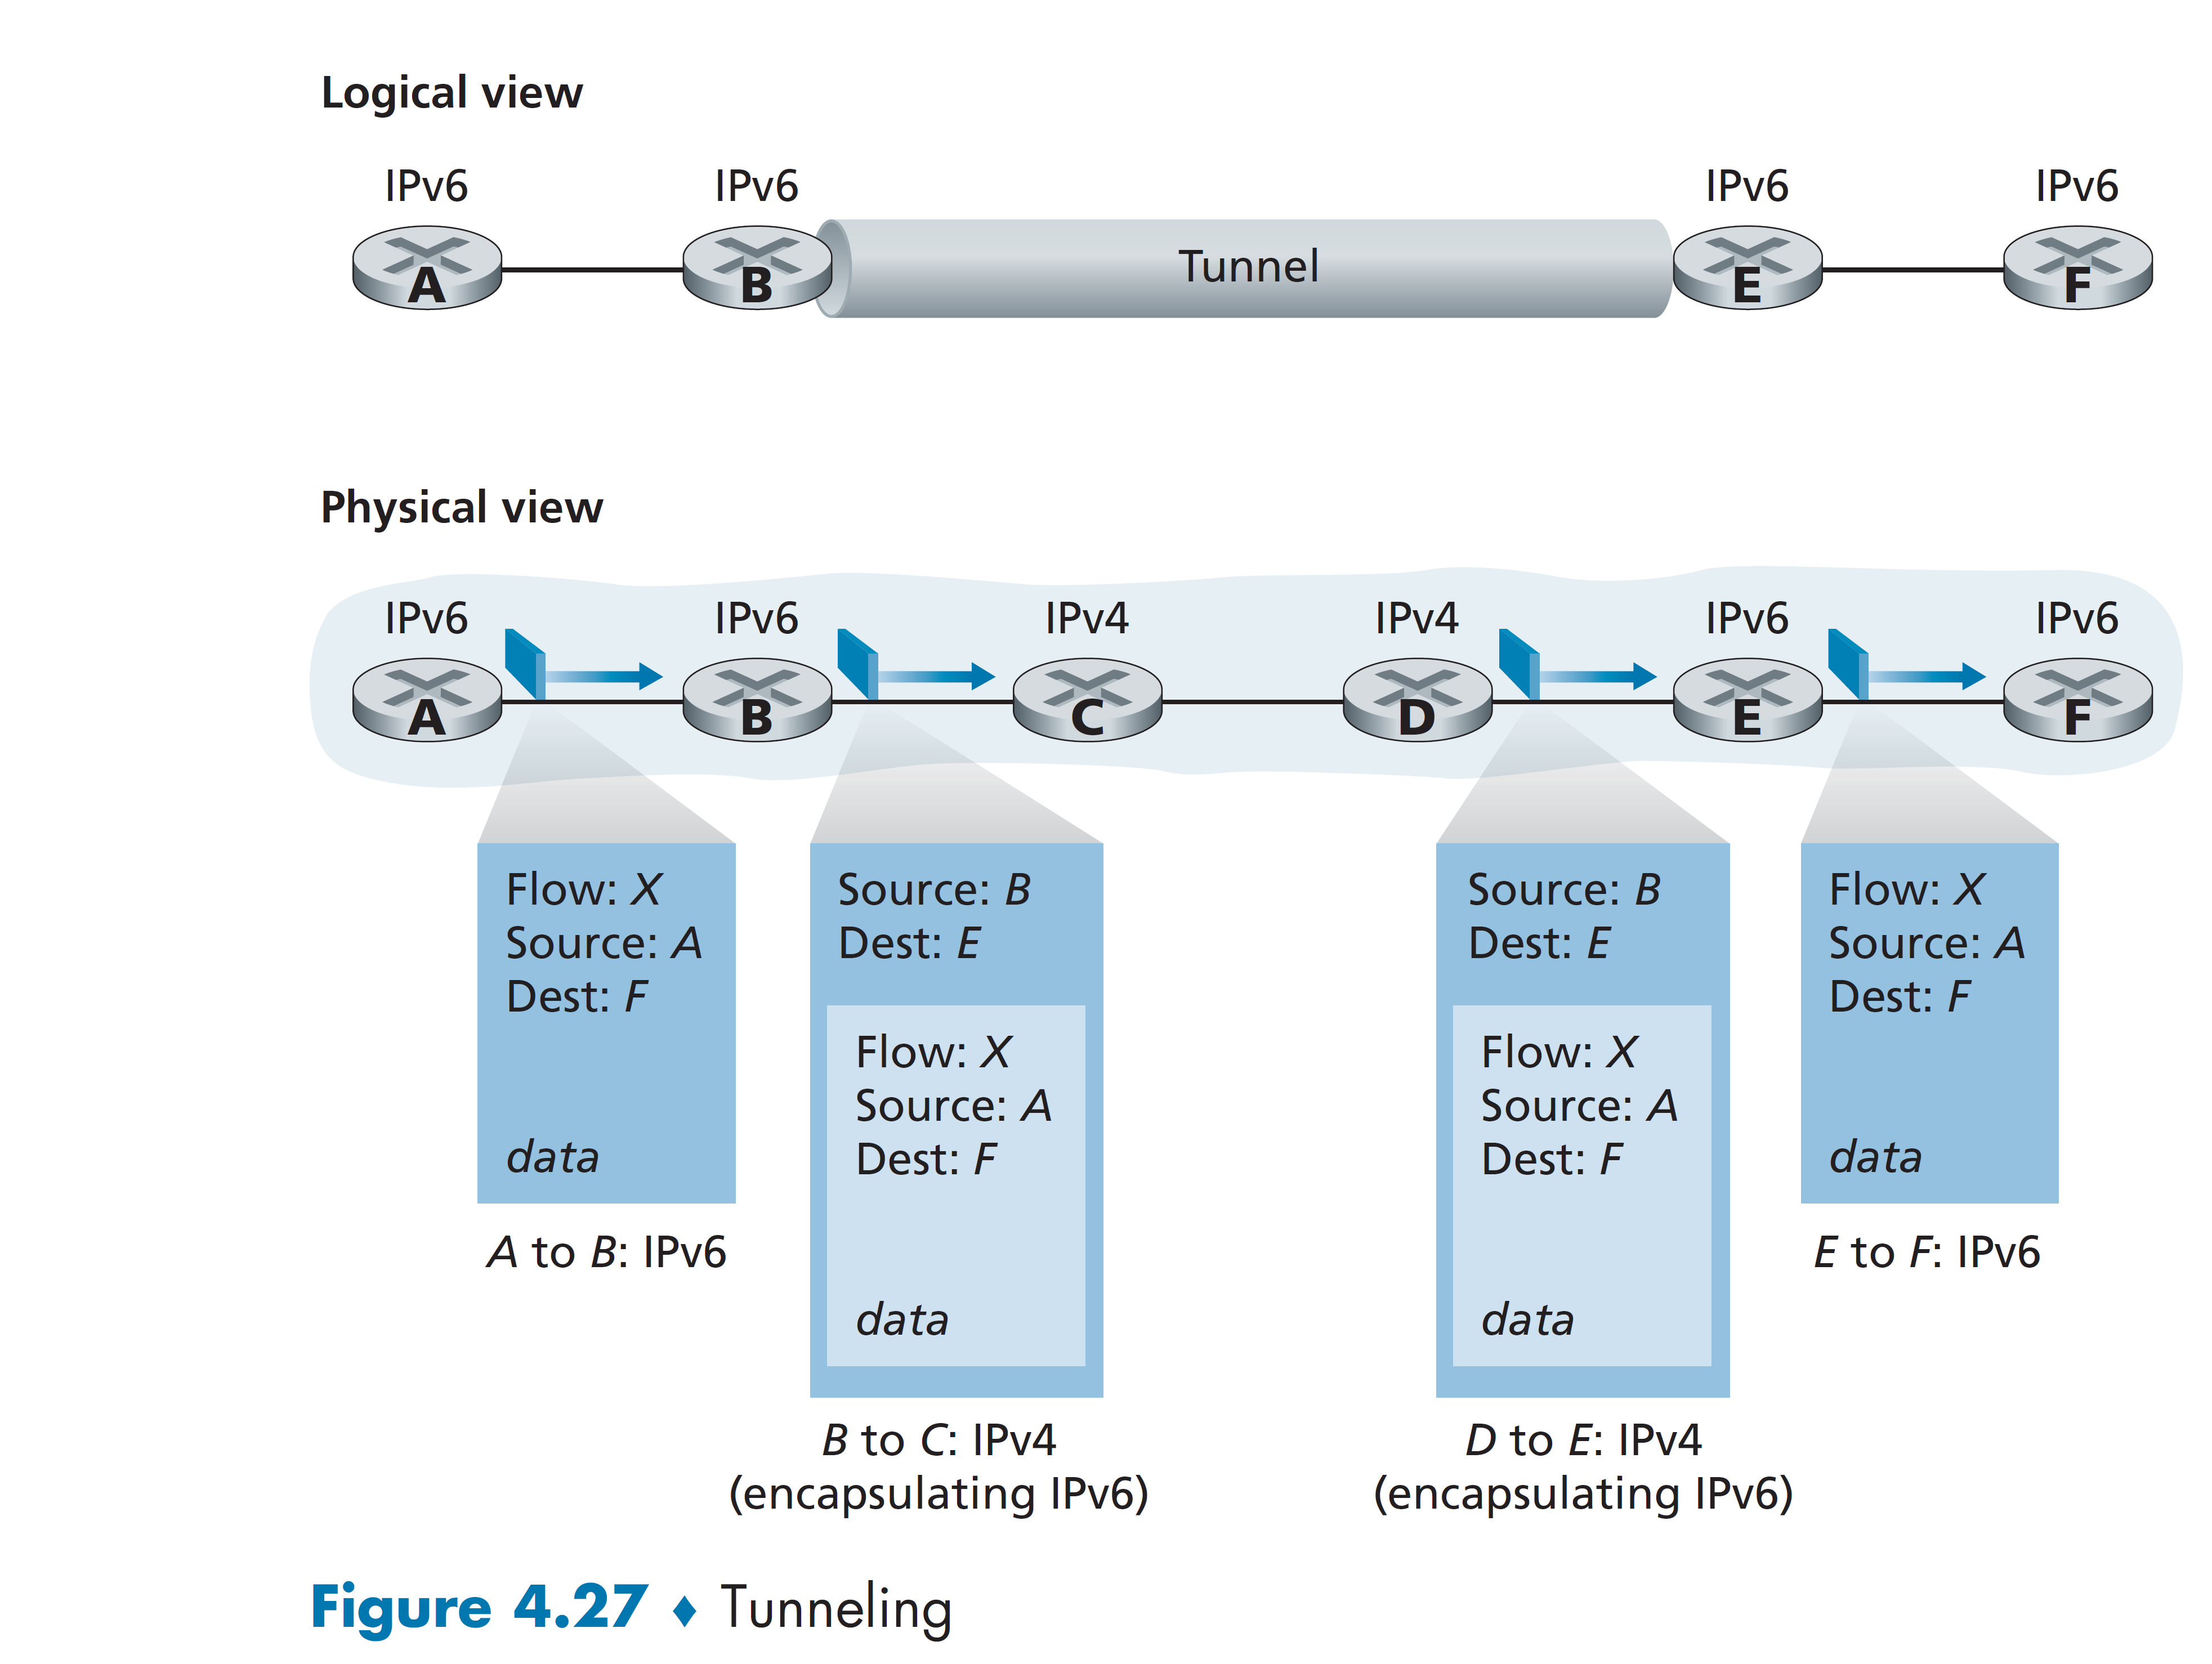 Logical view
IPv6
IPv6
IPv6
IPv6
A
B
Tunnel
E
F
Physical view
IPv6
IPv6
IPv4
IPv4
IPv6
IPv6
A
B
C
D
E
F
Flow: X
Source: A
Dest: F
data
A to B: IPv6
Source: B
Dest: E
Flow: X
Source: A
Dest: F
data
B to C: IPv4
(encapsulating IPv6)
Source: B
Dest: E
Flow: X
Source: A
Dest: F
data
D to E: IPv4
(encapsulating IPv6)
Flow: X
Source: A
Dest: F
data
E to F: IPv6
Figure 4.27 ♦ Tunneling